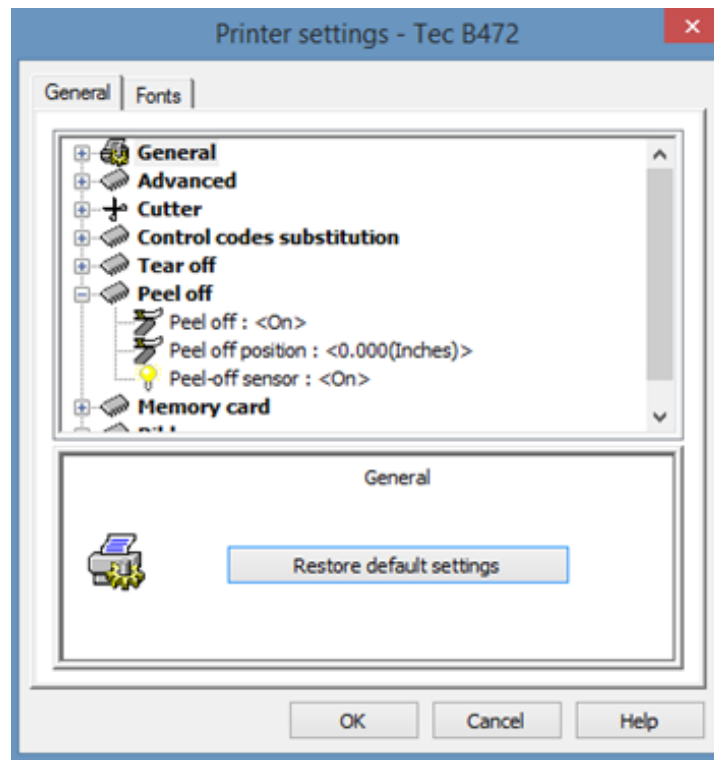 Printer settings - Tec B472
General
Fonts
General
Advanced
Cutter
Control codes substitution
Tear off
Peel off
Peel off : <On>
Peel off position : <0.000(Inches)>
Peel-off sensor : <On>
Memory card
General
Restore default settings
OK
Cancel
Help